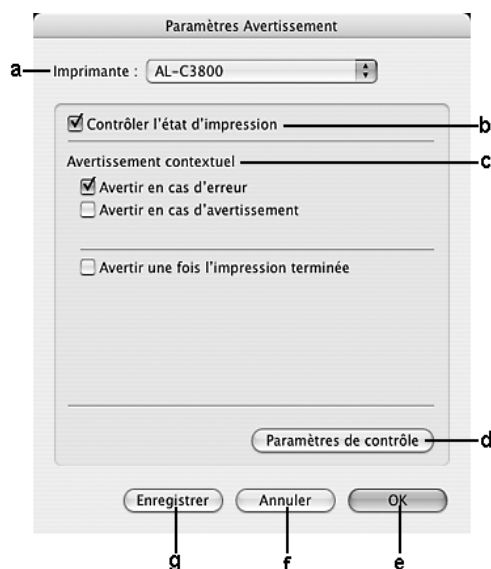 Paramètres Avertissement
a Imprimante : AL-C3800
Contrôler l'état d'impression b
Avertissement contextuel c
Avertir en cas d'erreur
Avertir en cas d'avertissement
Avertir une fois l'impression terminée
Paramètres de contrôle d
Enregistrer Annuler OK
g f e